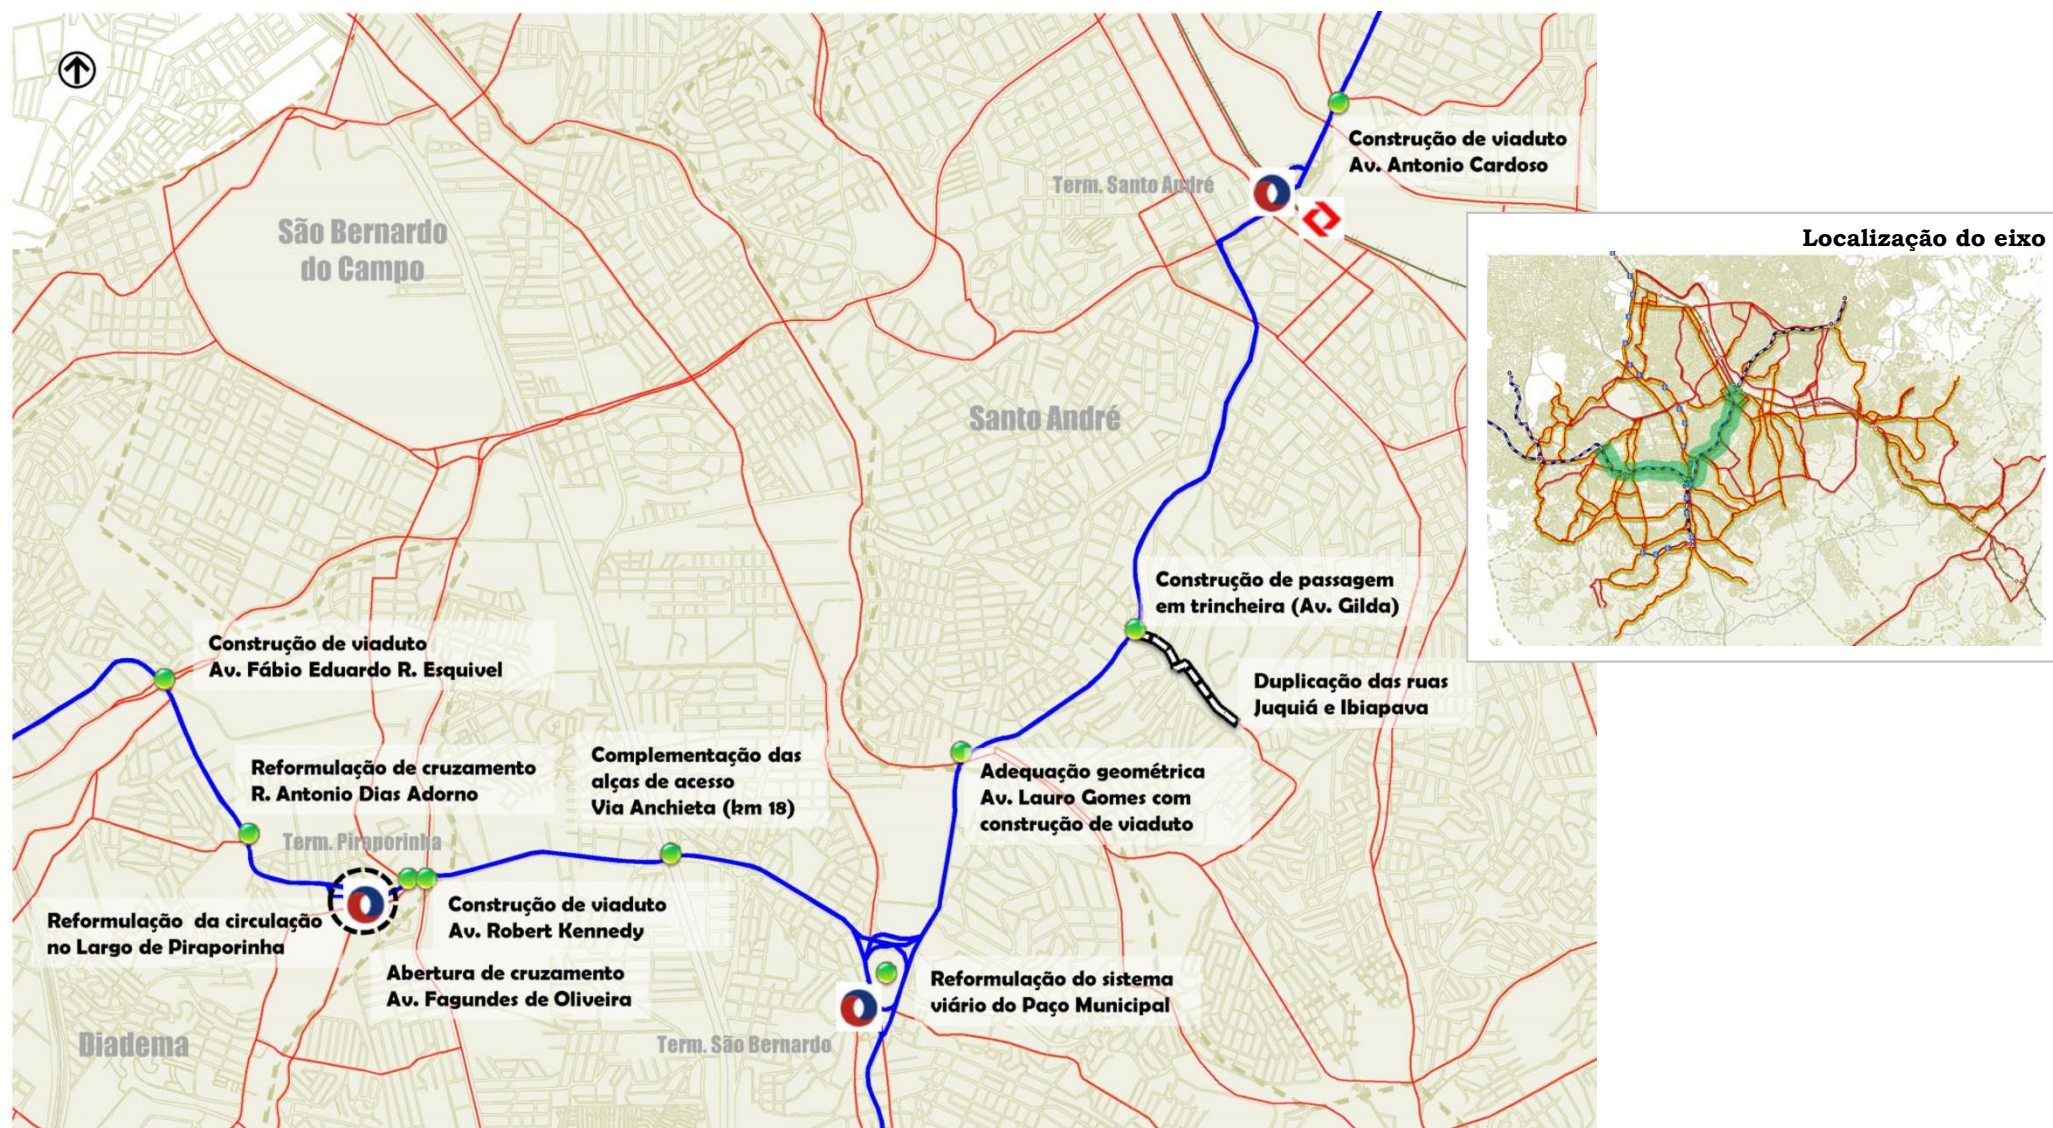 Construção de viaduto
Av. Antonio Cardoso
Term. Santo André
São Bernardo
do Campo
Localização do eixo
Santo André
Construção de passagem
em trincheira (Av. Gilda)
Construção de viaduto
Av. Fábio Eduardo R. Esquivel
Duplicação das ruas
Juquiá e Ibiapava
Reformulação de cruzamento
R. Antonio Dias Adorno
Complementação das
alças de acesso
Via Anchieta (km 18)
Adequação geométrica
Av. Lauro Gomes com
construção de viaduto
Term. Piraporinha
Reformulação da circulação
no Largo de Piraporinha
Construção de viaduto
Av. Robert Kennedy
Abertura de cruzamento
Av. Fagundes de Oliveira
Reformulação do sistema
viário do Paço Municipal
Diadema
Term. São Bernardo